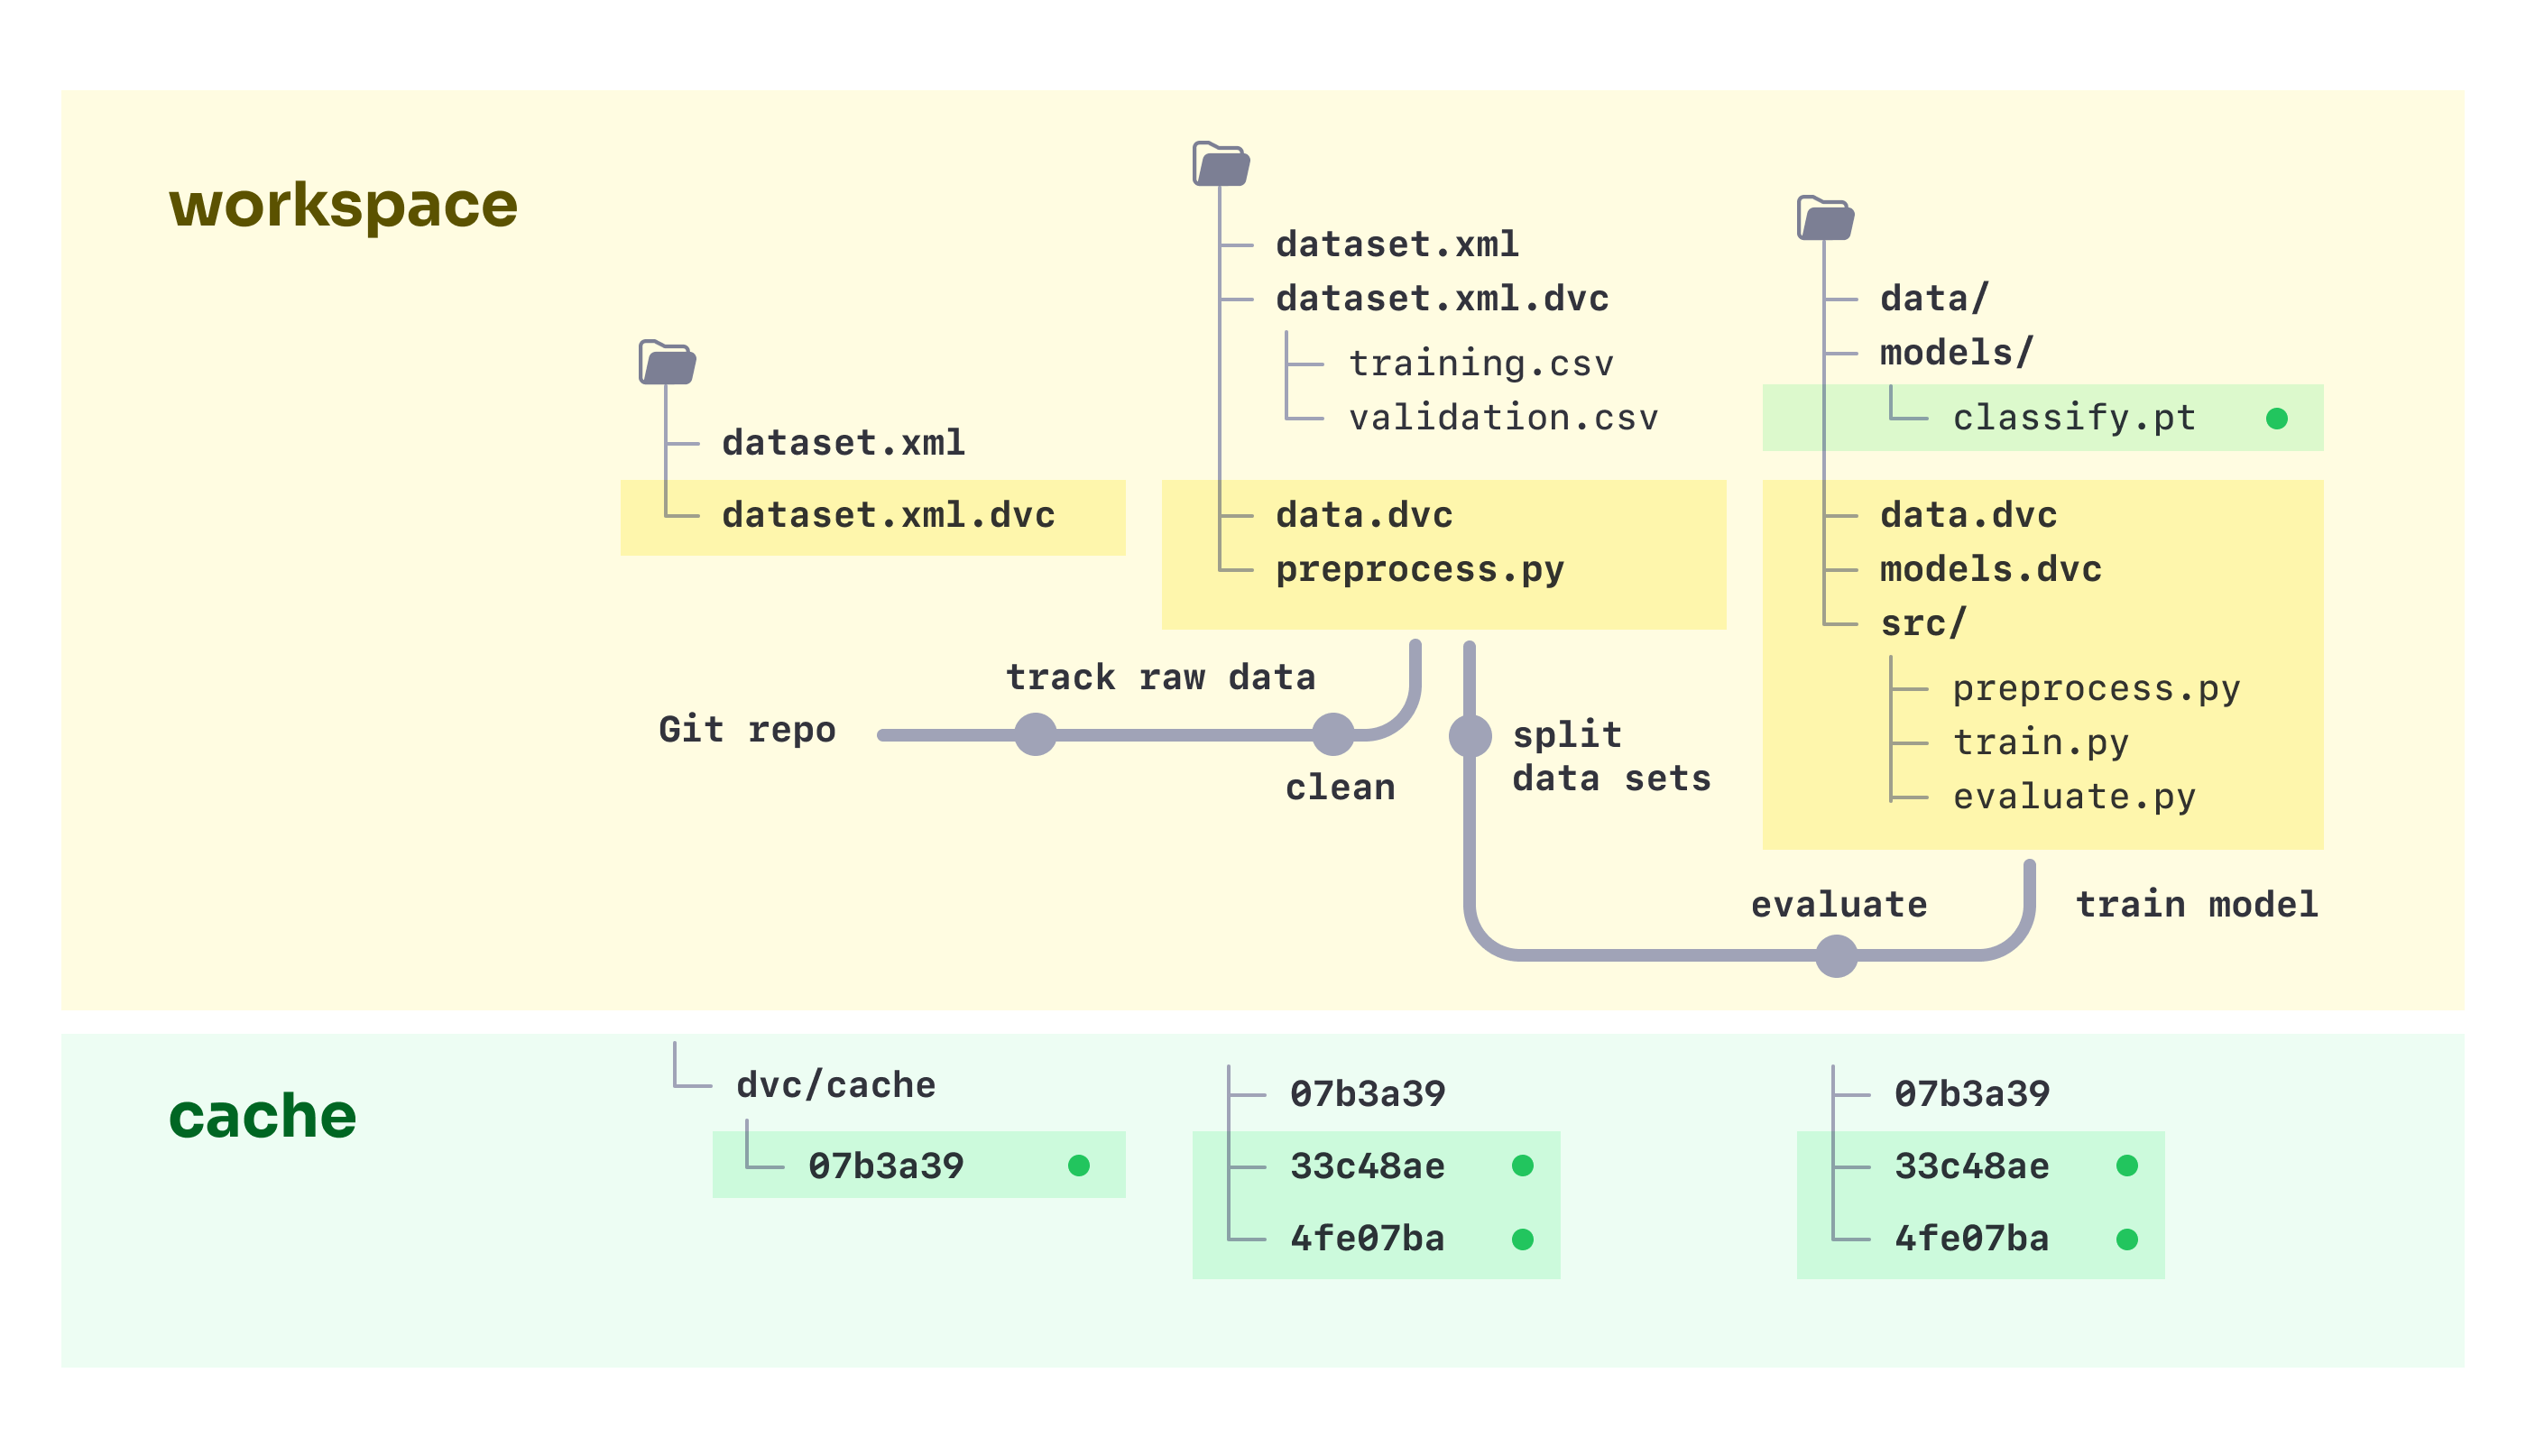 workspace
dataset.xml
dataset.xml.dvc
dataset.xml
dataset.xml.dvc
training.csv
validation.csv
data.dvc
preprocess.py
data/
models/
classify.pt
data.dvc
models.dvc
src/
preprocess.py
train.py
evaluate.py
Git repo
track raw data
clean
split
data sets
evaluate
train model
cache
dvc/cache
07b3a39
07b3a39
33c48ae
4fe07ba
07b3a39
33c48ae
4fe07ba